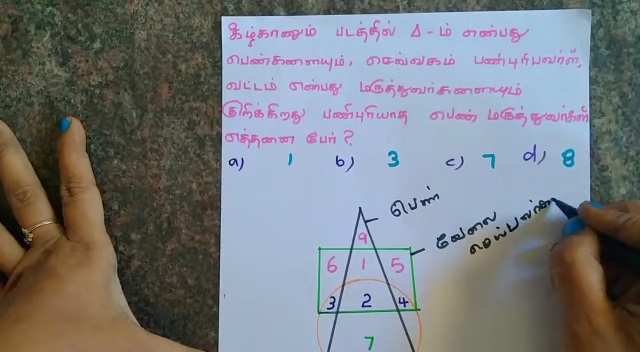 கீழ்காணும் படத்தில் Δ-ம் என்பது
பெண்களையும், செவ்வகம் பணிபுரிபவர்கள்,
வட்டம் என்பது மருத்துவர்களையும்
குறிக்கிறது பணிபுரியாத பெண் மருத்துவர்கள்
எத்தனை பேர்?
a) 1 b) 3 c) 7 d) 8
பெண்
9
வேலை
6 1 5
3 2 4
7